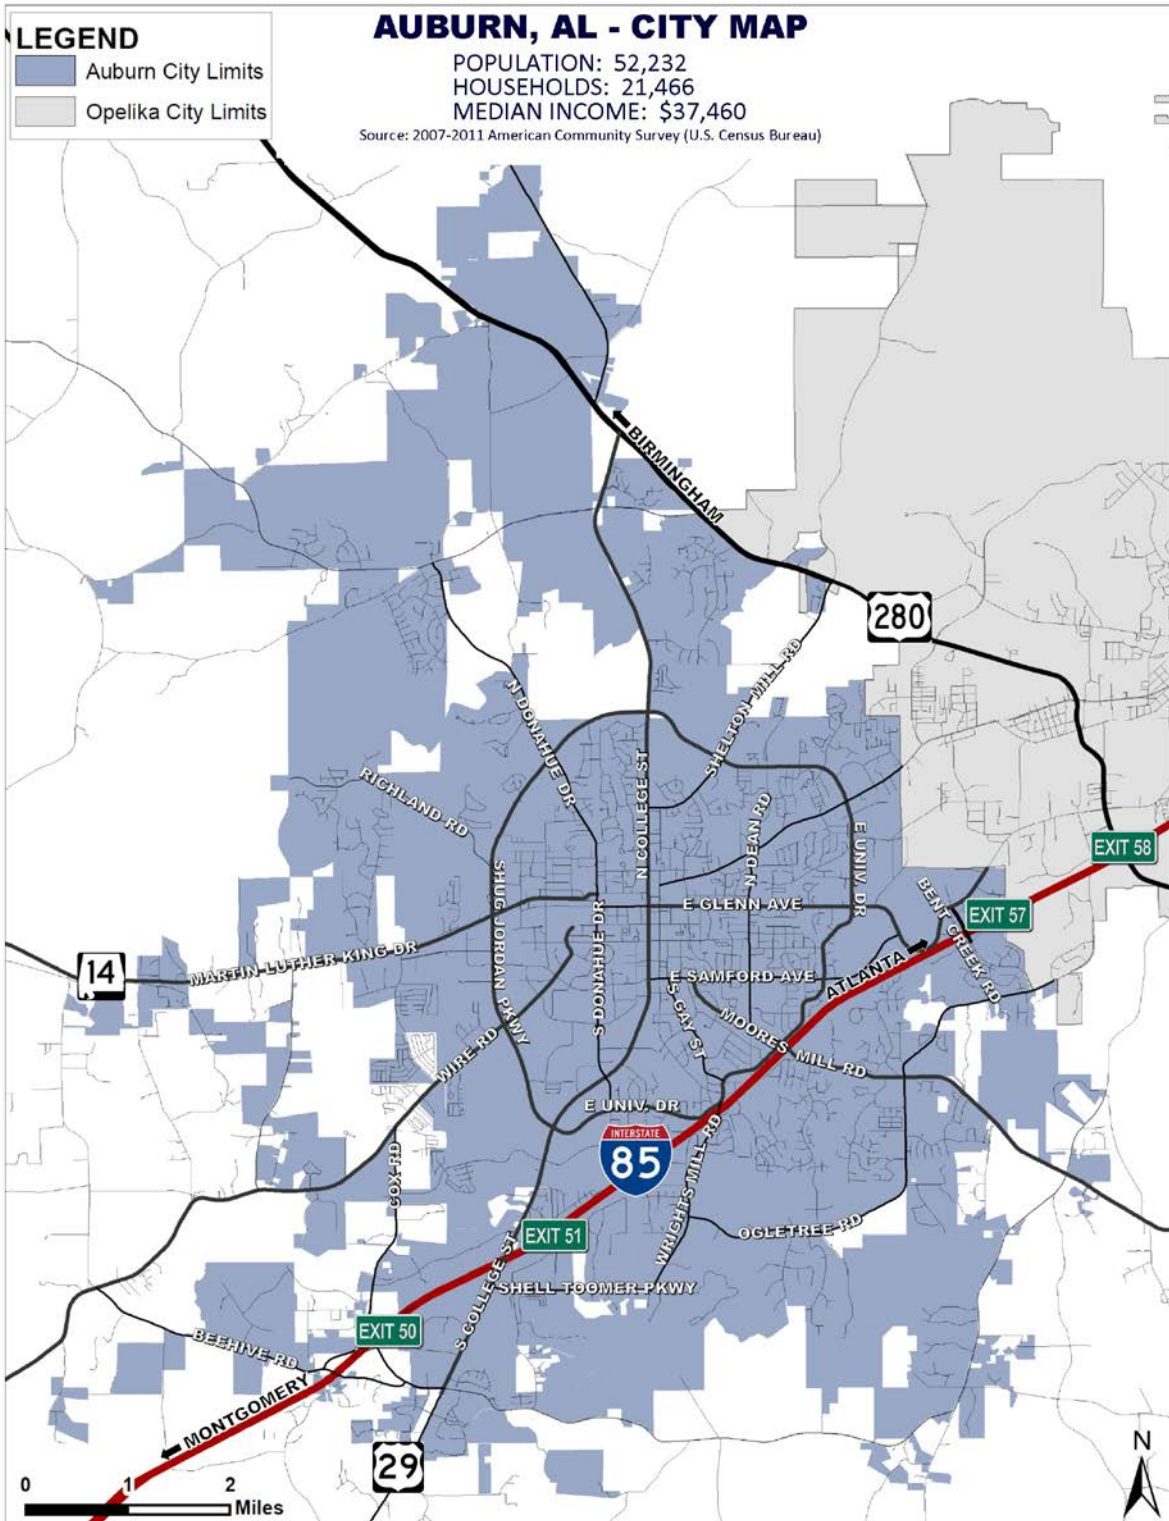 AUBURN, AL - CITY MAP
POPULATION: 52,232
HOUSEHOLDS: 21,466
MEDIAN INCOME: $37,460
Source: 2007-2011 American Community Survey (U.S. Census Bureau)
LEGEND
Auburn City Limits
Opelika City Limits
BIRMINGHAM
280
SHELTON MILL RD
N DONAHUE DR
RICHLAND RD
N COLLEGE ST
N DEAN RD
E UNIV. DR
EXIT 58
SHUG JORDAN PKWY
E GLENN AVE
BENT CREEK RD
EXIT 57
14
MARTIN LUTHER KING DR
S DONAHUE DR
E SAMFORD AVE
ATLANTA
S GAY ST
MOORES MILL RD
WIRE RD
E UNIV. DR
INTERSTATE
85
COX RD
WRIGHTS MILL RD
OGLETREE RD
EXIT 51
S COLLEGE ST
SHELL TOOMER PKWY
EXIT 50
BEEHIVE RD
MONTGOMERY
29
N
0 1 2
Miles